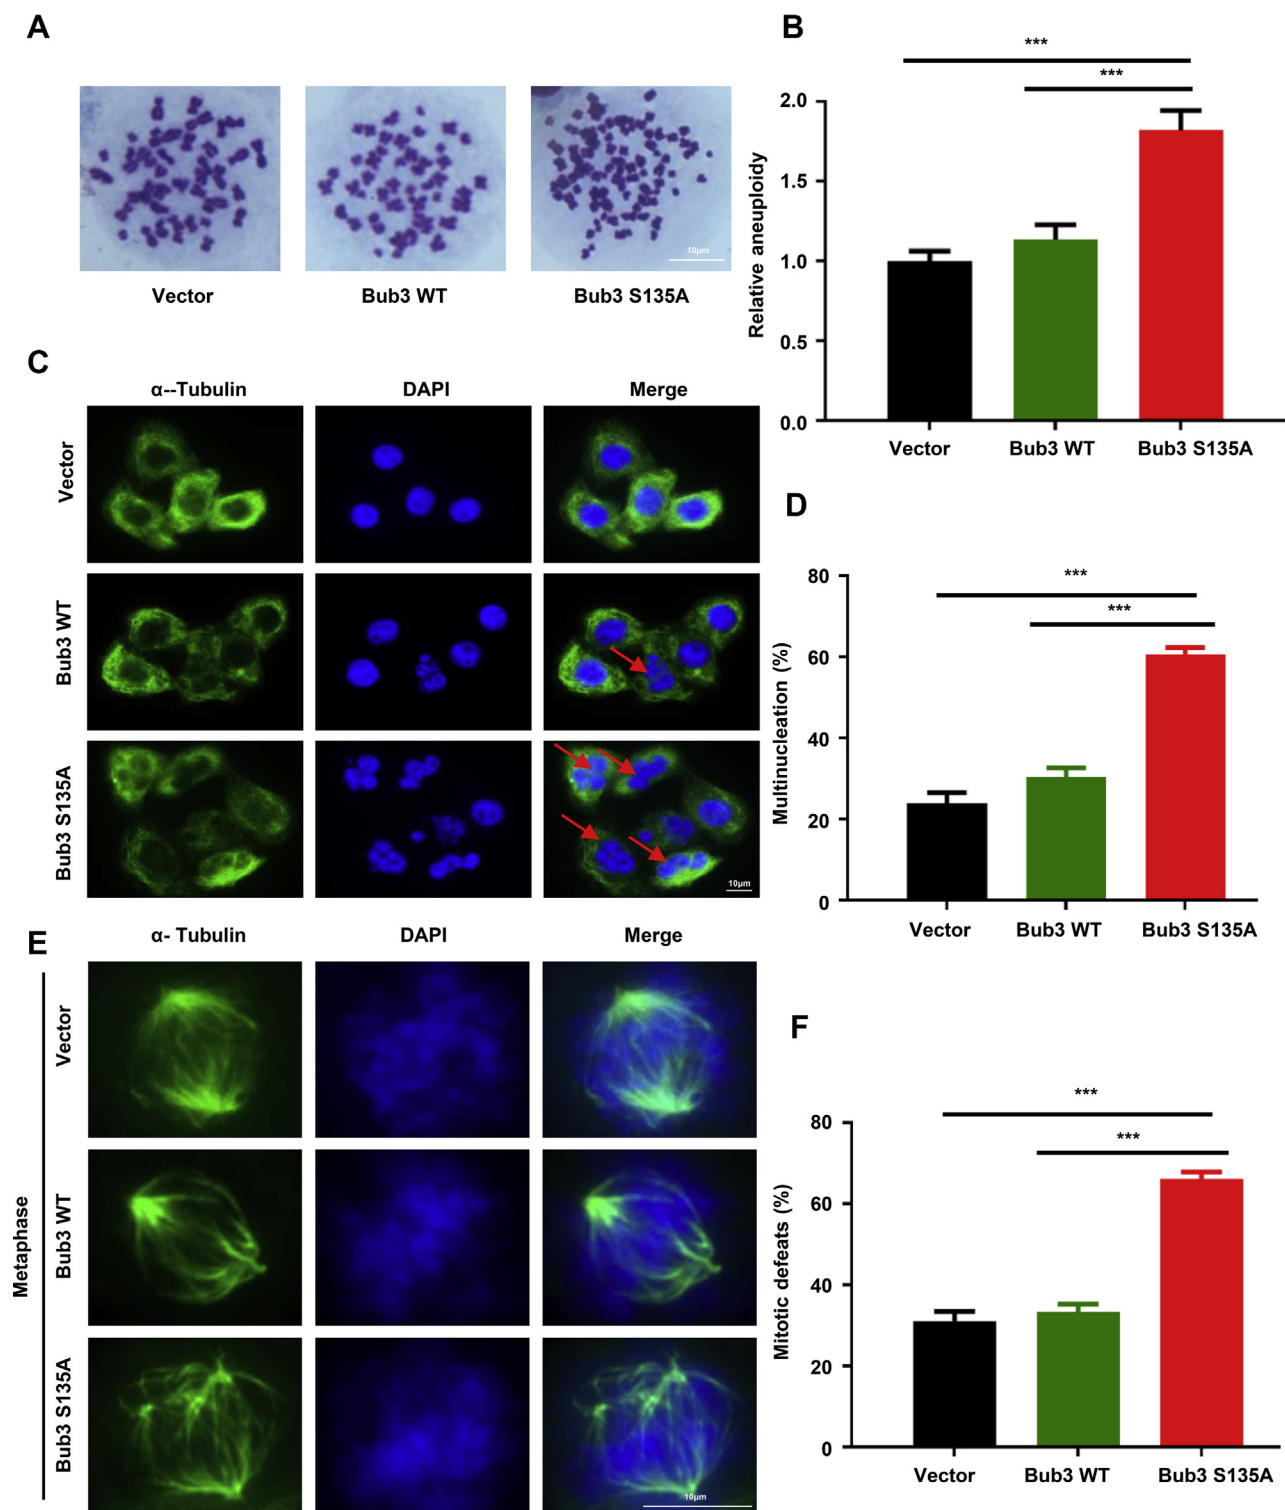 A
Vector
Bub3 WT
Bub3 S135A
10µm
B
***
***
Relative aneuploidy
2.0
1.5
1.0
0.5
0.0
Vector
Bub3 WT
Bub3 S135A
C
α--Tubulin
DAPI
Merge
Vector
Bub3 WT
Bub3 S135A
10µm
D
***
***
Multinucleation (%)
80
60
40
20
0
Vector
Bub3 WT
Bub3 S135A
E
α- Tubulin
DAPI
Merge
Metaphase
Vector
Bub3 WT
Bub3 S135A
10µm
F
***
***
Mitotic defeats (%)
80
60
40
20
0
Vector
Bub3 WT
Bub3 S135A